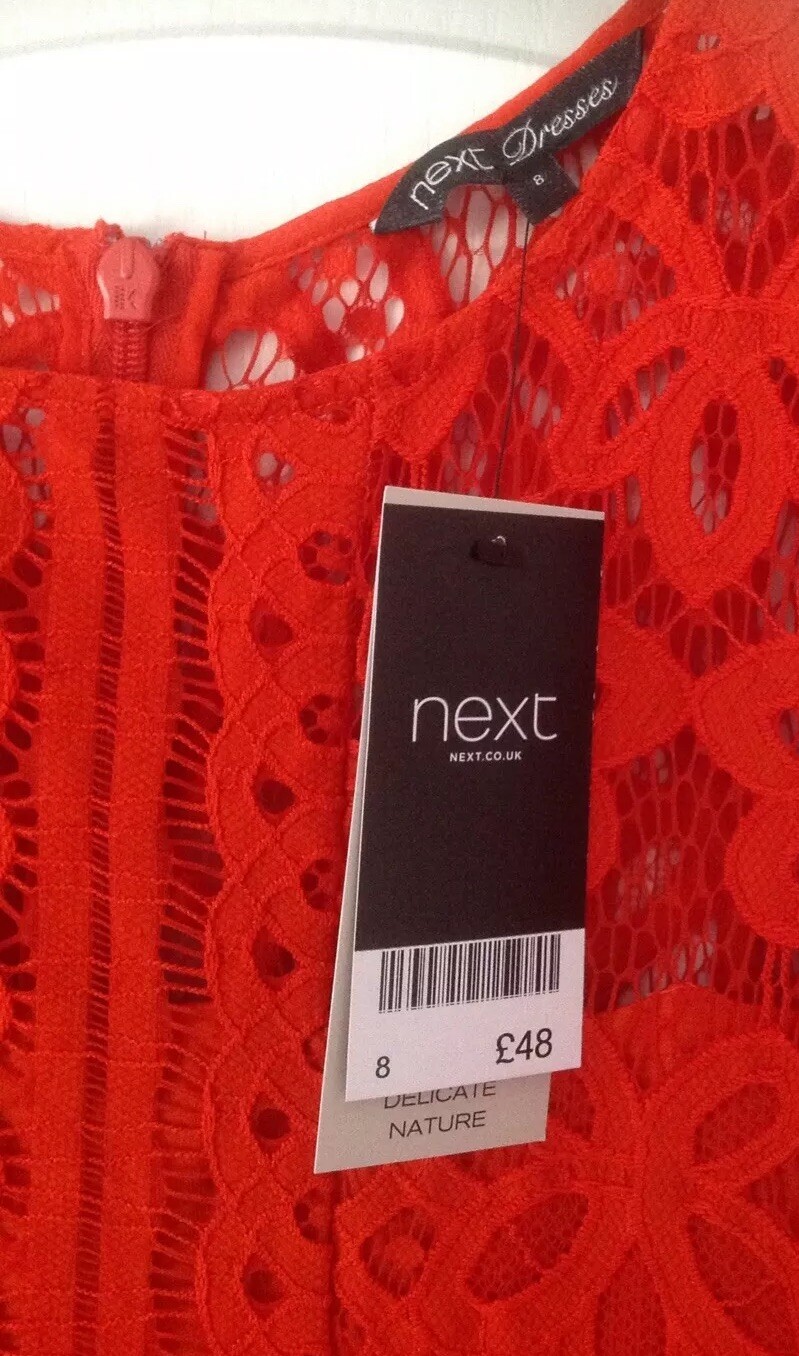 next Dresses
8
next
NEXT.CO.UK
8 £48
DELICATE
NATURE